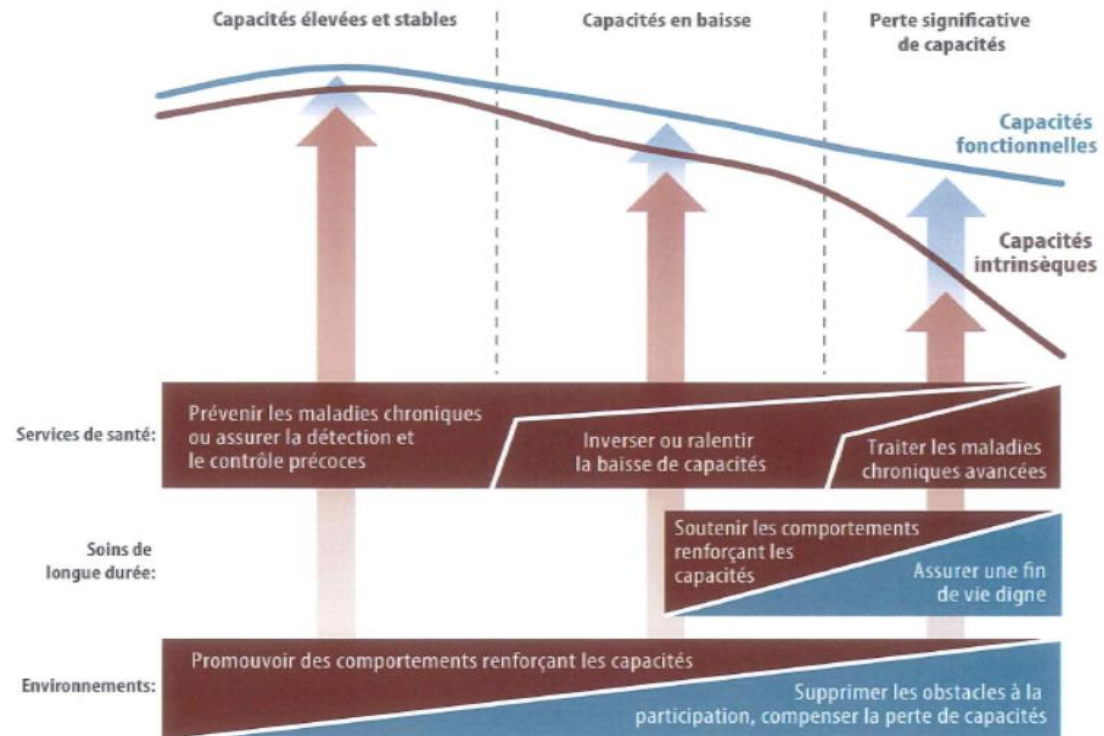 Capacités élevées et stables
Capacités en baisse
Perte significative
de capacités
Capacités
fonctionnelles
Capacités
intrinsèques
Services de santé:
Prévenir les maladies chroniques
ou assurer la détection et
le contrôle précoces
Inverser ou ralentir
la baisse de capacités
Traiter les maladies
chroniques avancées
Soins de
longue durée:
Soutenir les comportements
renforçant les
capacités
Assurer une fin
de vie digne
Environnements:
Promouvoir des comportements renforçant les capacités
Supprimer les obstacles à la
participation, compenser la perte de capacités